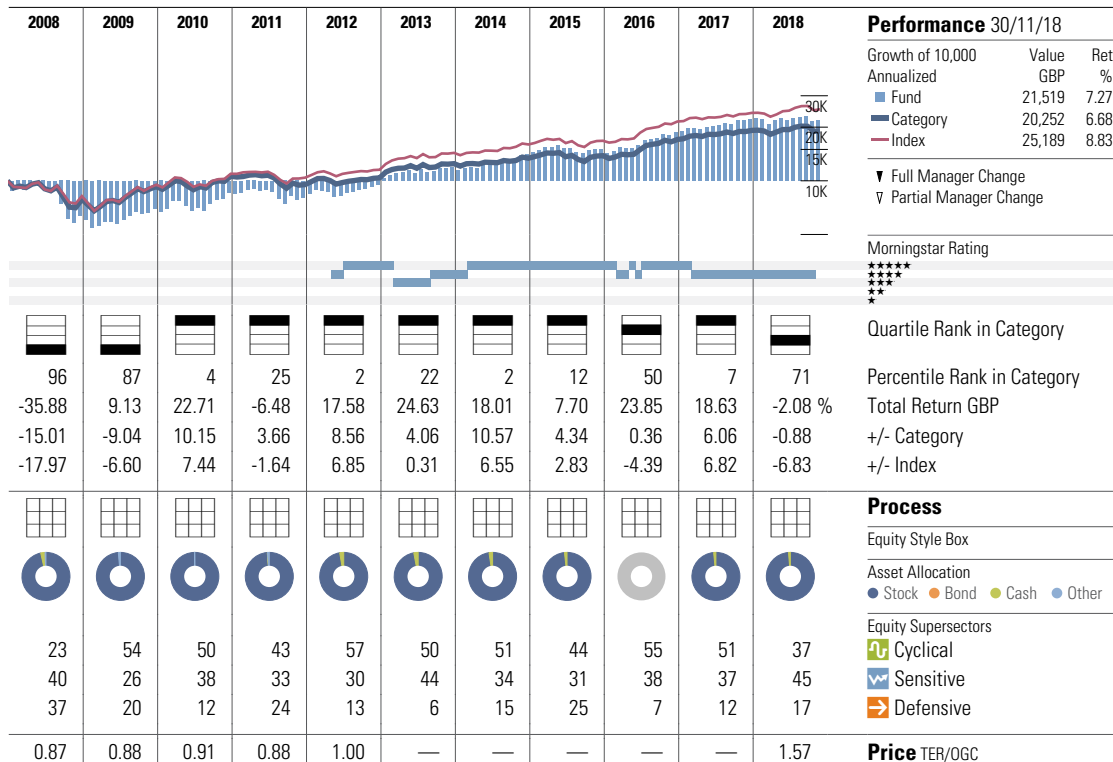 2008 2009 2010 2011 2012 2013 2014 2015 2016 2017 2018
Performance 30/11/18
Growth of 10,000 Value Ret
Annualized GBP %
Fund 21,519 7.27
Category 20,252 6.68
Index 25,189 8.83
▼ Full Manager Change
▽ Partial Manager Change
30K
20K
15K
10K
Morningstar Rating
★★★★★
★★★★
★★★
★★
★
Quartile Rank in Category
96 87 4 25 2 22 2 12 50 7 71 Percentile Rank in Category
-35.88 9.13 22.71 -6.48 17.58 24.63 18.01 7.70 23.85 18.63 -2.08 % Total Return GBP
-15.01 -9.04 10.15 3.66 8.56 4.06 10.57 4.34 0.36 6.06 -0.88 +/- Category
-17.97 -6.60 7.44 -1.64 6.85 0.31 6.55 2.83 -4.39 6.82 -6.83 +/- Index
Process
Equity Style Box
Asset Allocation
Stock Bond Cash Other
Equity Supersectors
23 54 50 43 57 50 51 44 55 51 37 Cyclical
40 26 38 33 30 44 34 31 38 37 45 Sensitive
37 20 12 24 13 6 15 25 7 12 17 Defensive
0.87 0.88 0.91 0.88 1.00 — — — — — 1.57 Price TER/OGC